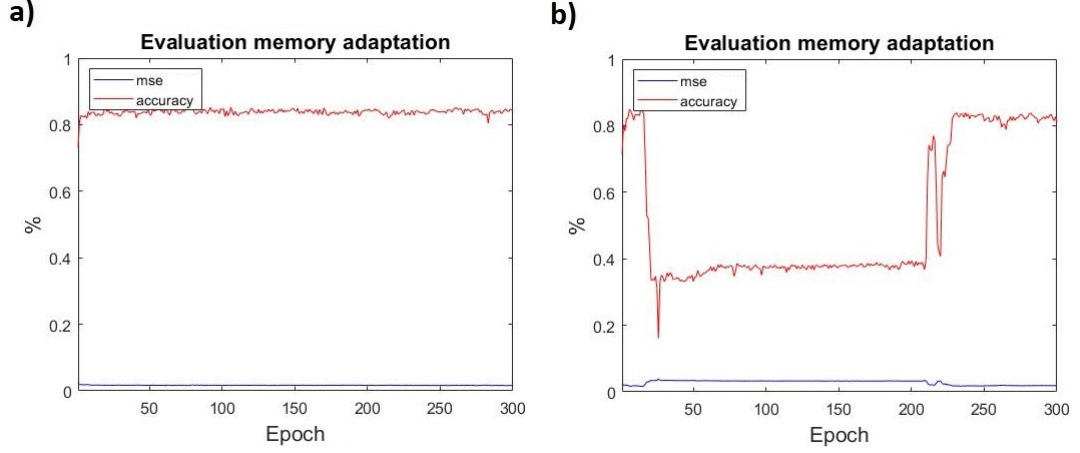 a)
Evaluation memory adaptation
mse
accuracy
%
1
0.8
0.6
0.4
0.2
0
50 100 150 200 250 300
Epoch
b)
Evaluation memory adaptation
mse
accuracy
%
1
0.8
0.6
0.4
0.2
0
50 100 150 200 250 300
Epoch